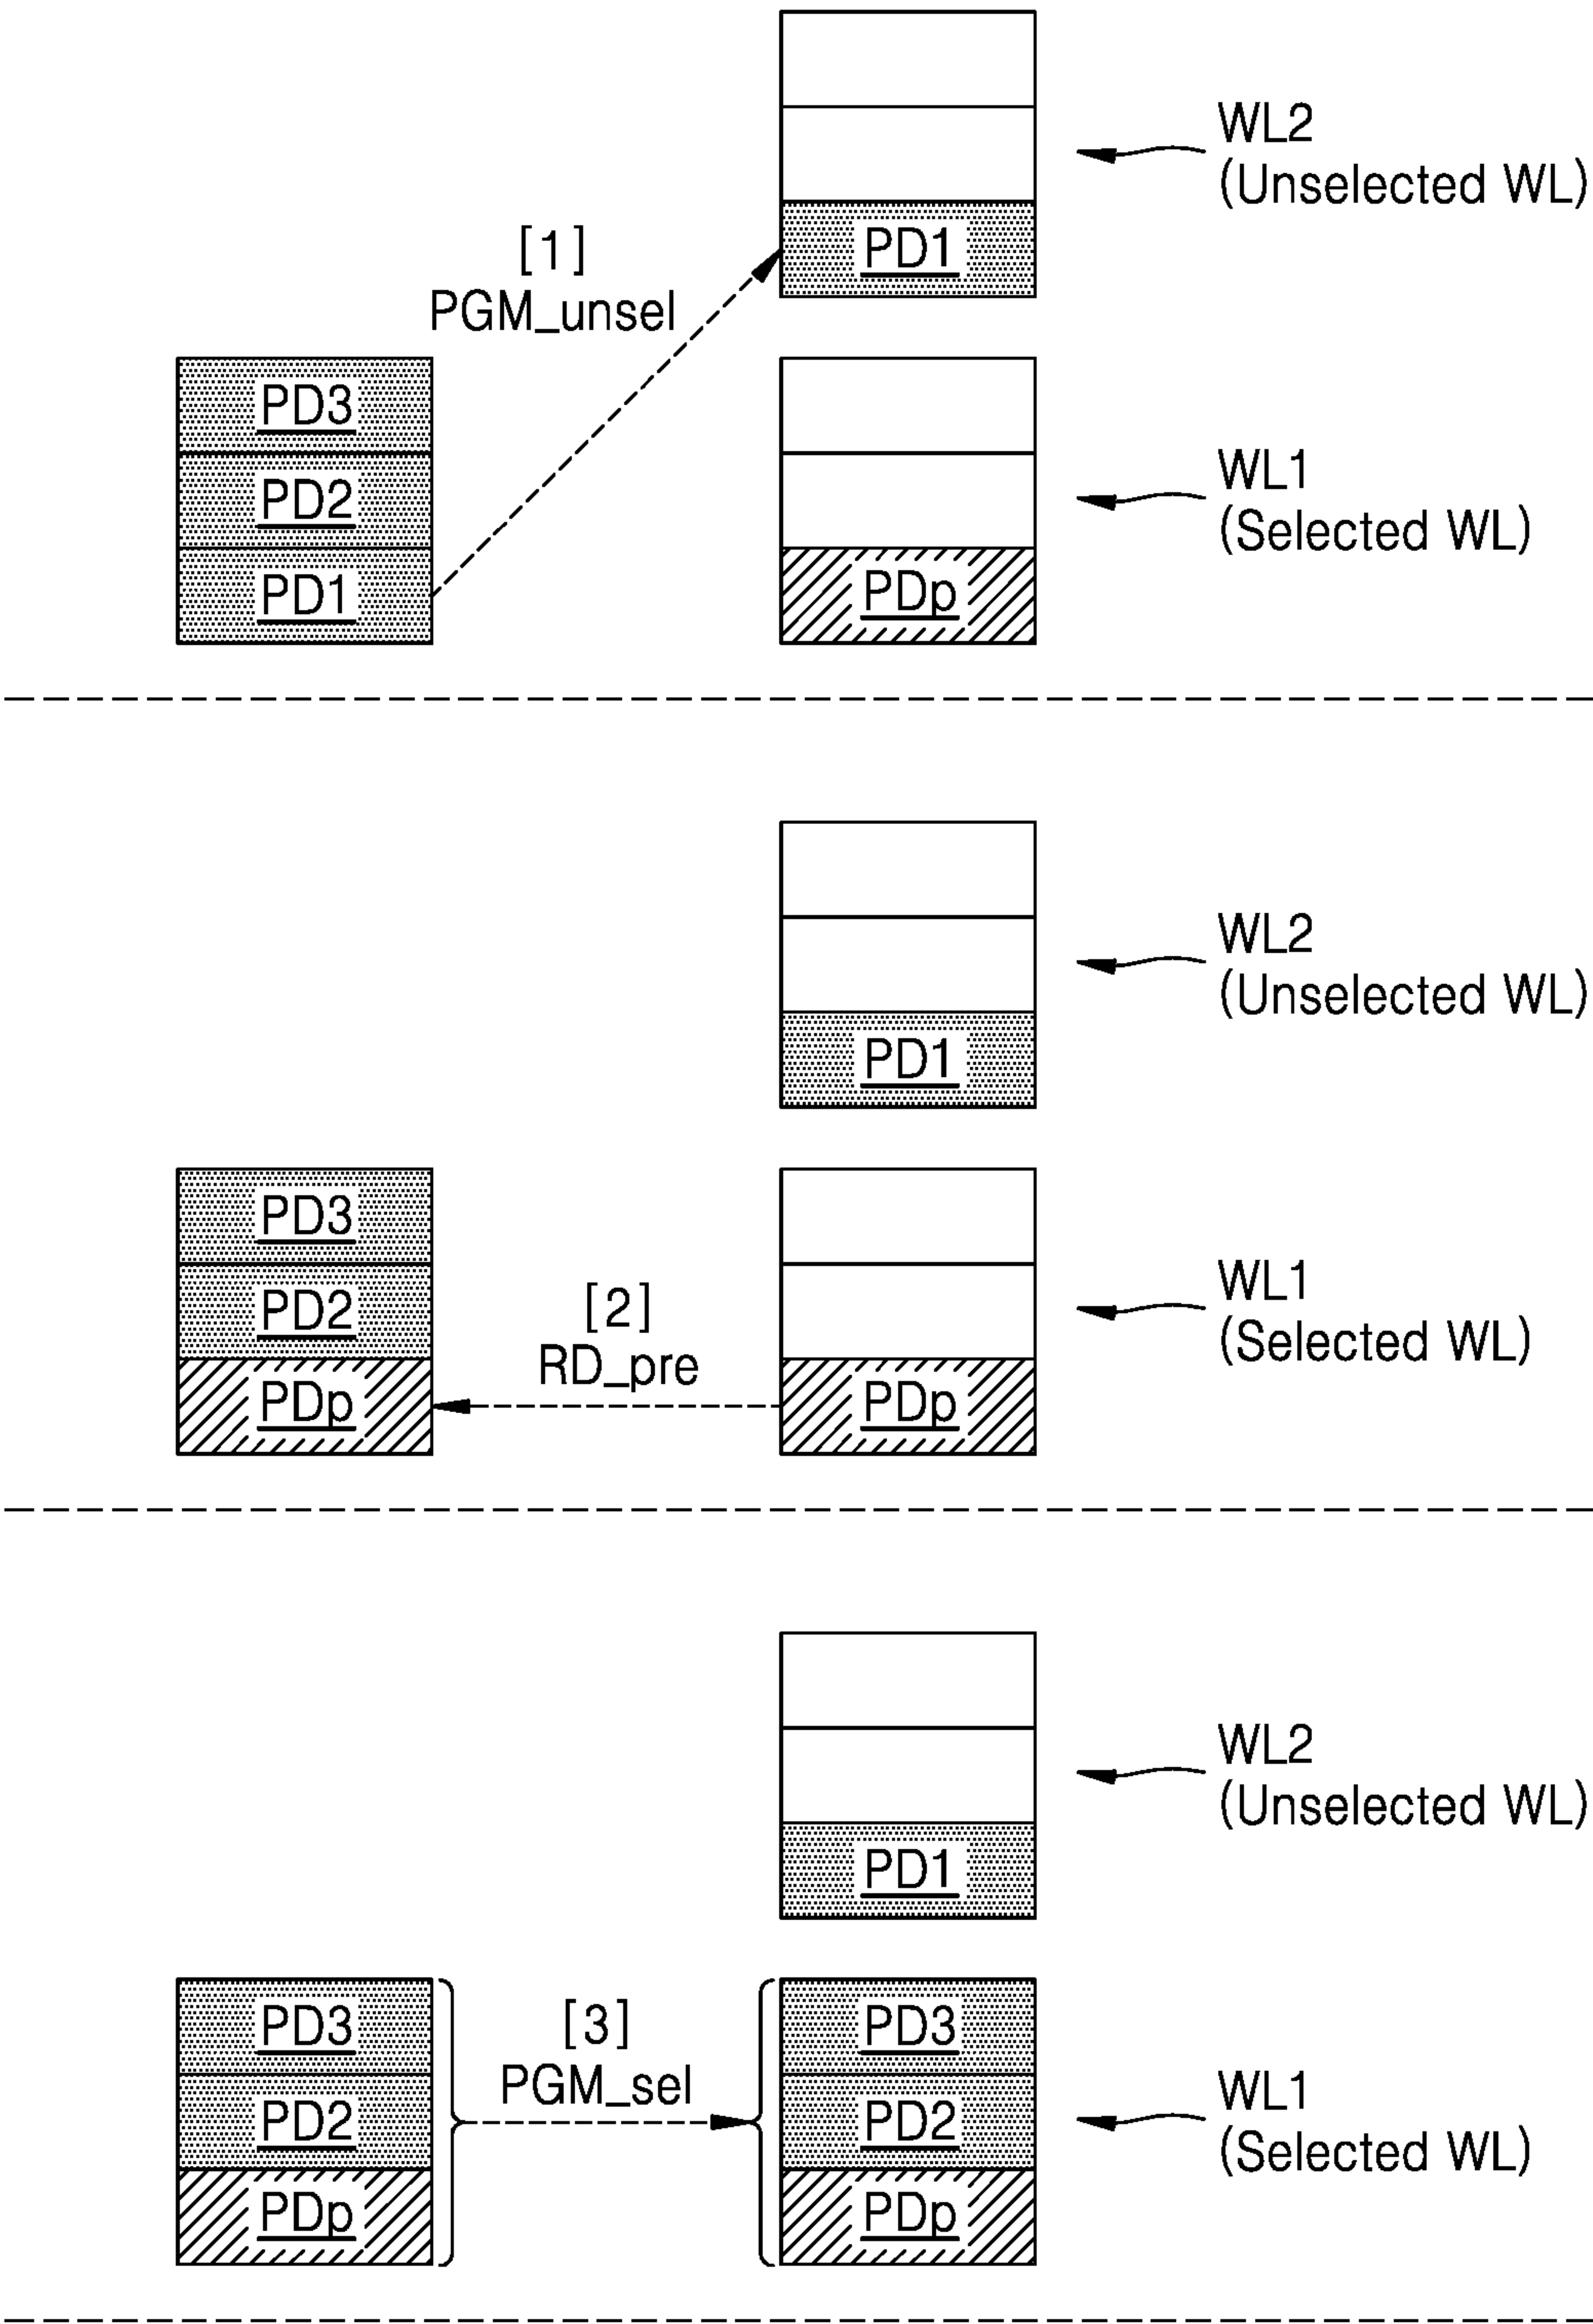 WL2
(Unselected WL)
PD1
[1]
PGM_unsel
PD3
PD2
PD1
WL1
(Selected WL)
PDp
WL2
(Unselected WL)
PD1
PD3
PD2
PDp
[2]
RD_pre
WL1
(Selected WL)
PDp
WL2
(Unselected WL)
PD1
PD3
PD2
PDp
[3]
PGM_sel
PD3
PD2
PDp
WL1
(Selected WL)